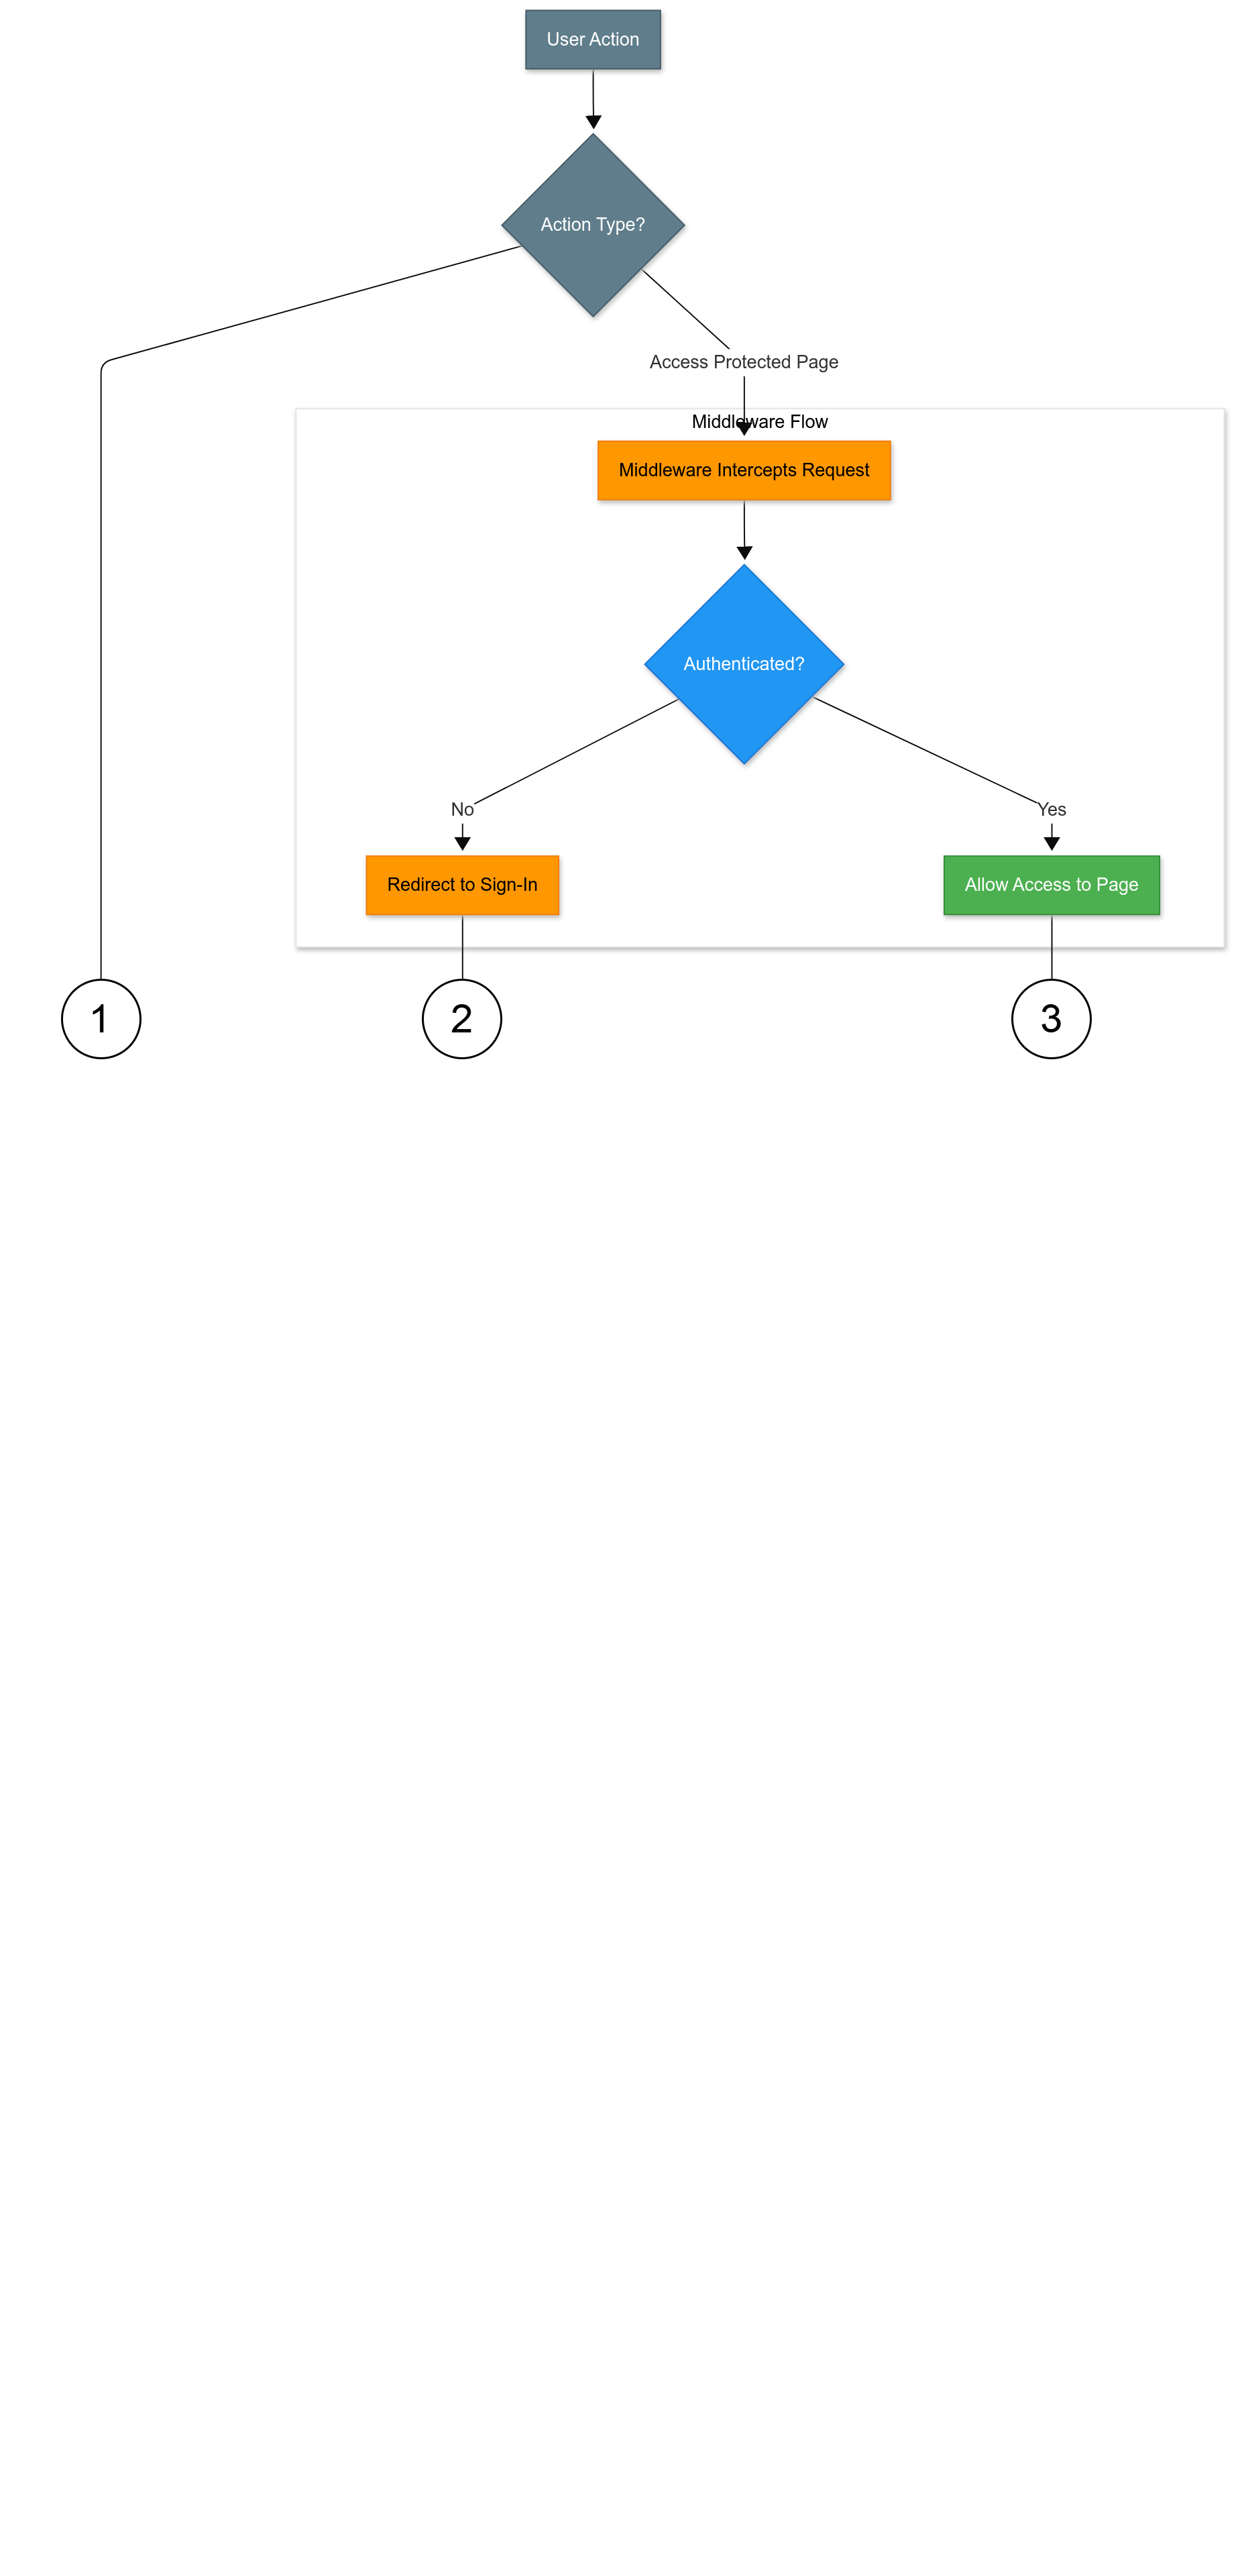 User Action
Action Type?
Access Protected Page
Middleware Flow
Middleware Intercepts Request
Authenticated?
No
Yes
Redirect to Sign-In
Allow Access to Page
1
2
3